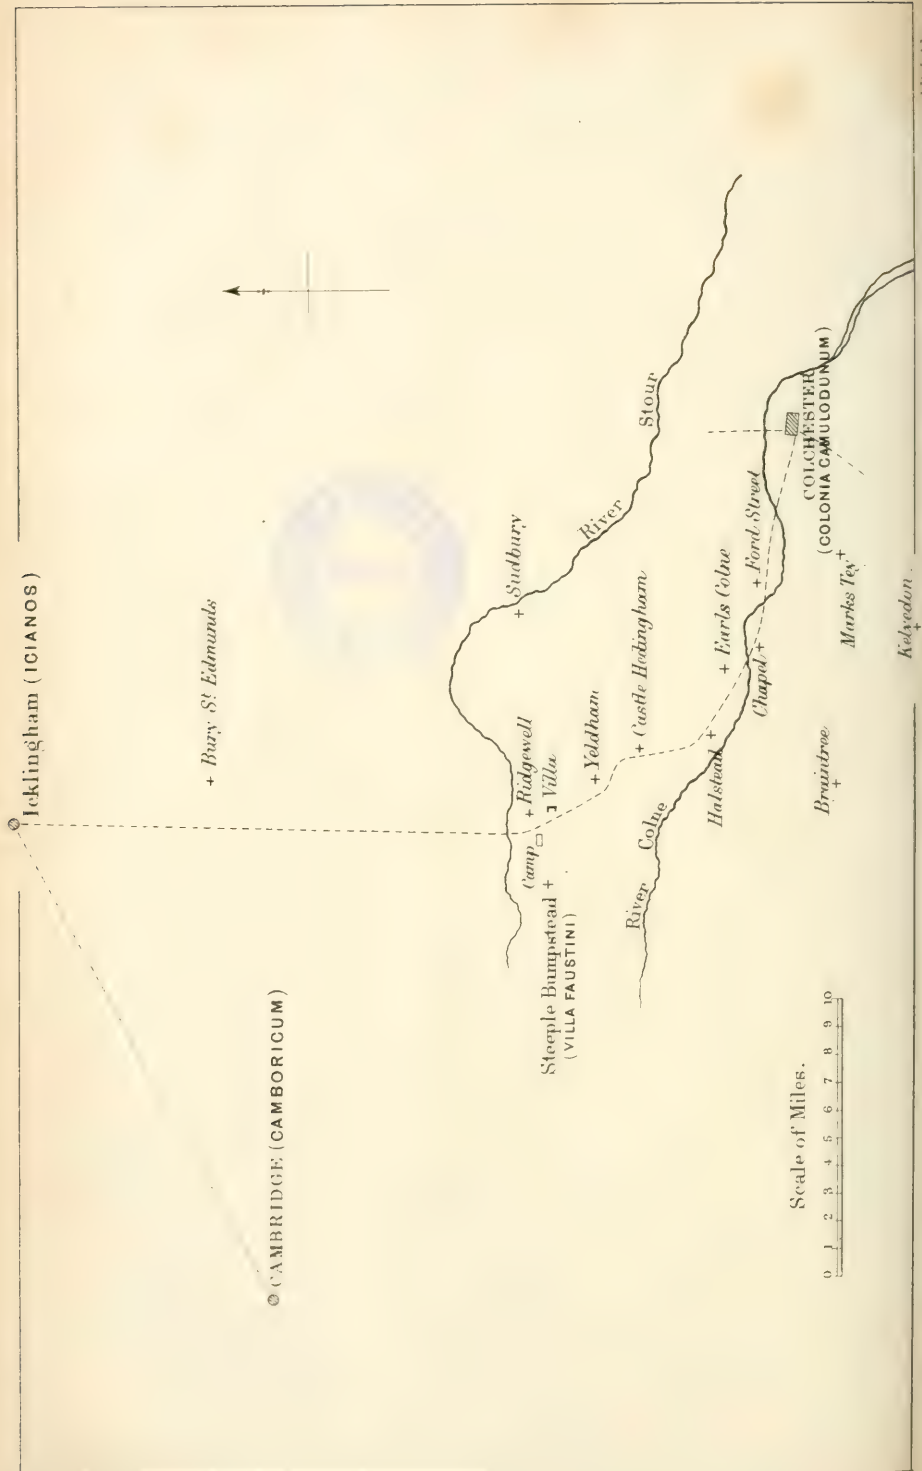 Icklingham (ICIANOS)
+ Bury St Edmunds
CAMBRIDGE (CAMBORICUM)
+ Sudbury
River Stour
+ Ridgewell
Villa
Camp
Steeple Bumpstead +
(VILLA FAUSTINI)
+ Yeldham
+ Castle Hedingham
River Colne
Halstead +
+ Earls Colne
Chapel +
+ Ford Street
COLCHESTER
(COLONIA CAMULODUNUM)
Marks Tey +
Braintree +
Kelvedon +
Scale of Miles.
0 1 2 3 4 5 6 7 8 9 10